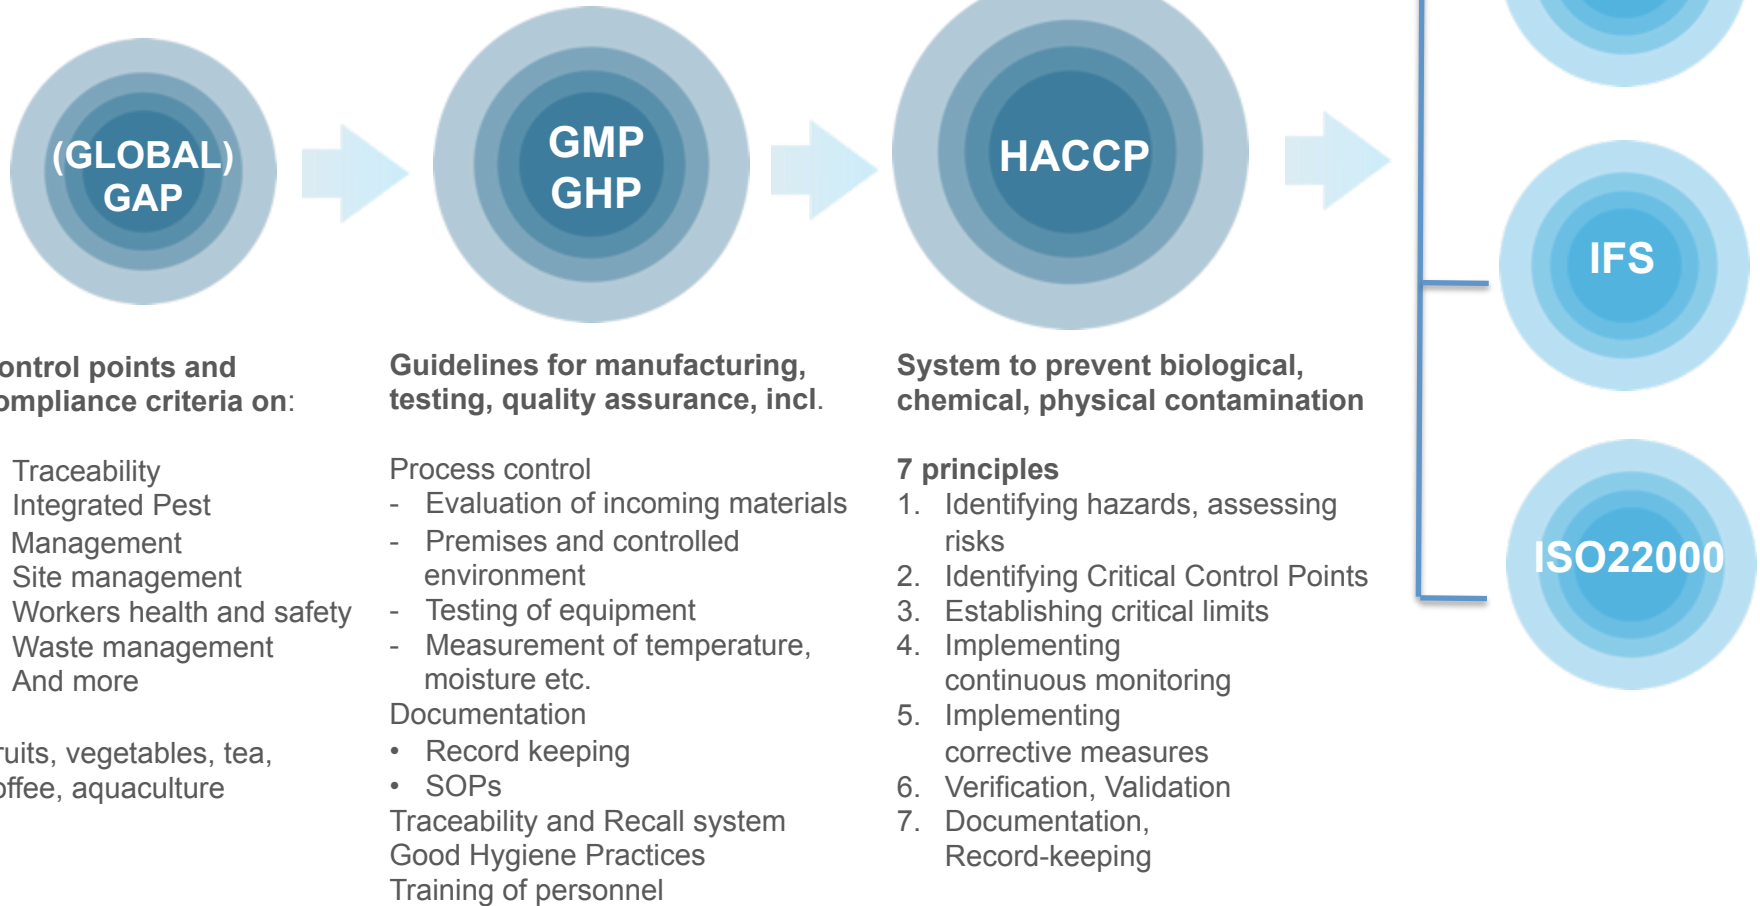 (GLOBAL)
GAP
GMP
GHP
HACCP
IFS
ISO22000
ontrol points and
ompliance criteria on:
Traceability
Integrated Pest
Management
Site management
Workers health and safety
Waste management
And more
ruits, vegetables, tea,
offee, aquaculture
Guidelines for manufacturing,
testing, quality assurance, incl.
Process control
- Evaluation of incoming materials
- Premises and controlled
environment
- Testing of equipment
- Measurement of temperature,
moisture etc.
Documentation
• Record keeping
• SOPs
Traceability and Recall system
Good Hygiene Practices
Training of personnel
System to prevent biological,
chemical, physical contamination
7 principles
1. Identifying hazards, assessing
risks
2. Identifying Critical Control Points
3. Establishing critical limits
4. Implementing
continuous monitoring
5. Implementing
corrective measures
6. Verification, Validation
7. Documentation,
Record-keeping